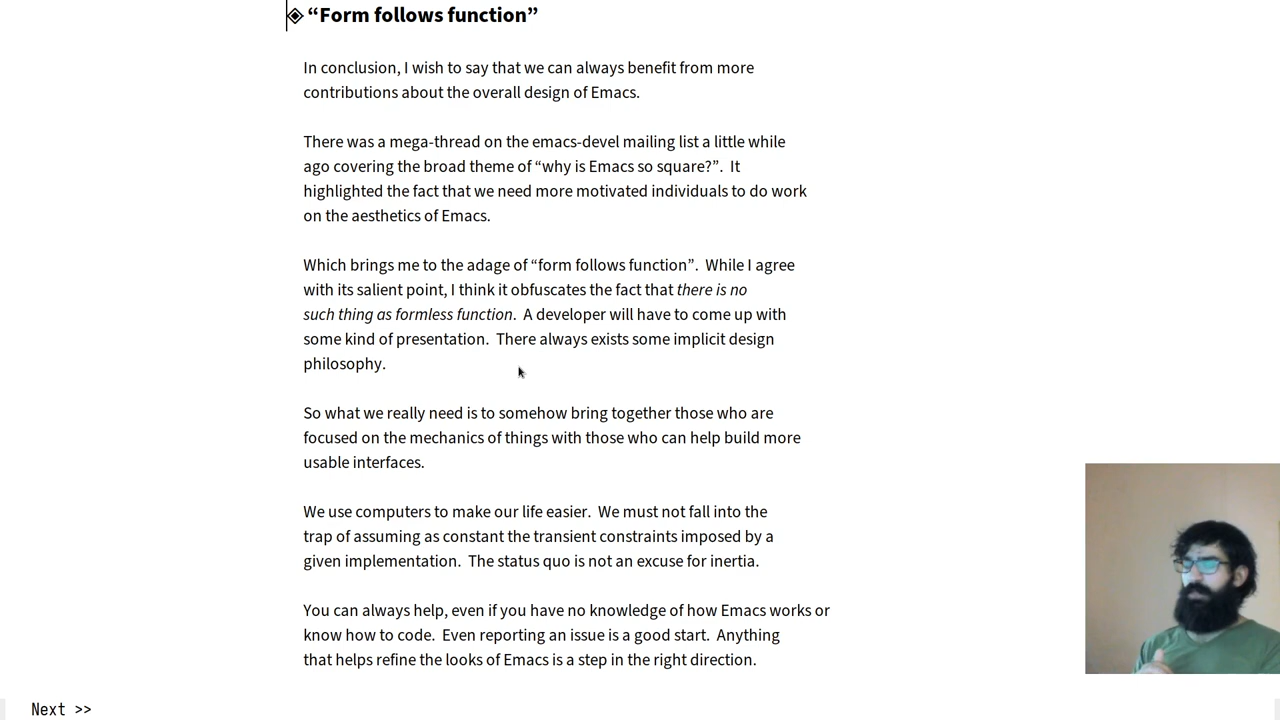 ◈ “Form follows function”
In conclusion, I wish to say that we can always benefit from more
contributions about the overall design of Emacs.
There was a mega-thread on the emacs-devel mailing list a little while
ago covering the broad theme of “why is Emacs so square?”.  It
highlighted the fact that we need more motivated individuals to do work
on the aesthetics of Emacs.
Which brings me to the adage of “form follows function”.  While I agree
with its salient point, I think it obfuscates the fact that there is no
such thing as formless function.  A developer will have to come up with
some kind of presentation.  There always exists some implicit design
philosophy.
So what we really need is to somehow bring together those who are
focused on the mechanics of things with those who can help build more
usable interfaces.
We use computers to make our life easier.  We must not fall into the
trap of assuming as constant the transient constraints imposed by a
given implementation.  The status quo is not an excuse for inertia.
You can always help, even if you have no knowledge of how Emacs works or
know how to code.  Even reporting an issue is a good start.  Anything
that helps refine the looks of Emacs is a step in the right direction.
Next >>